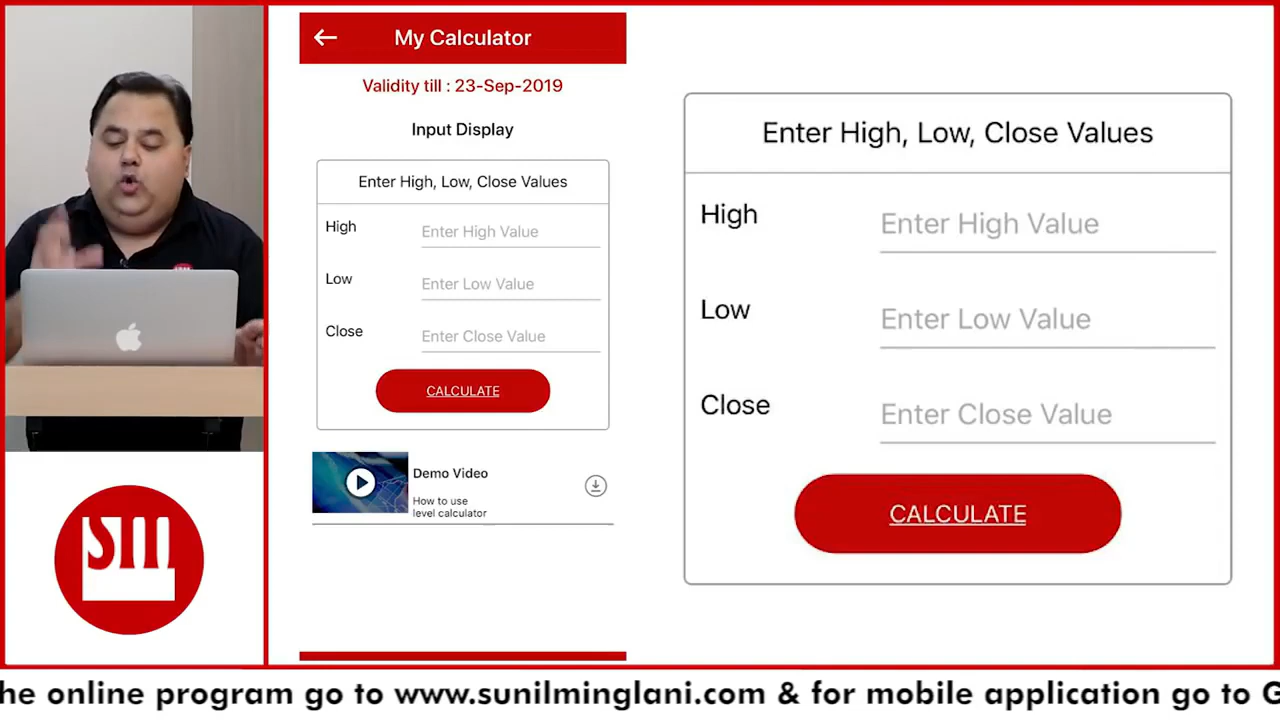 My Calculator
Validity till : 23-Sep-2019
Input Display
Enter High, Low, Close Values
High
Enter High Value
Low
Enter Low Value
Close
Enter Close Value
CALCULATE
Demo Video
How to use
level calculator
Enter High, Low, Close Values
High
Enter High Value
Low
Enter Low Value
Close
Enter Close Value
CALCULATE
SM
he online program go to www.sunilminglani.com & for mobile application go to G